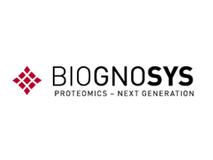 BIOGNOSYS
PROTEOMICS – NEXT GENERATION